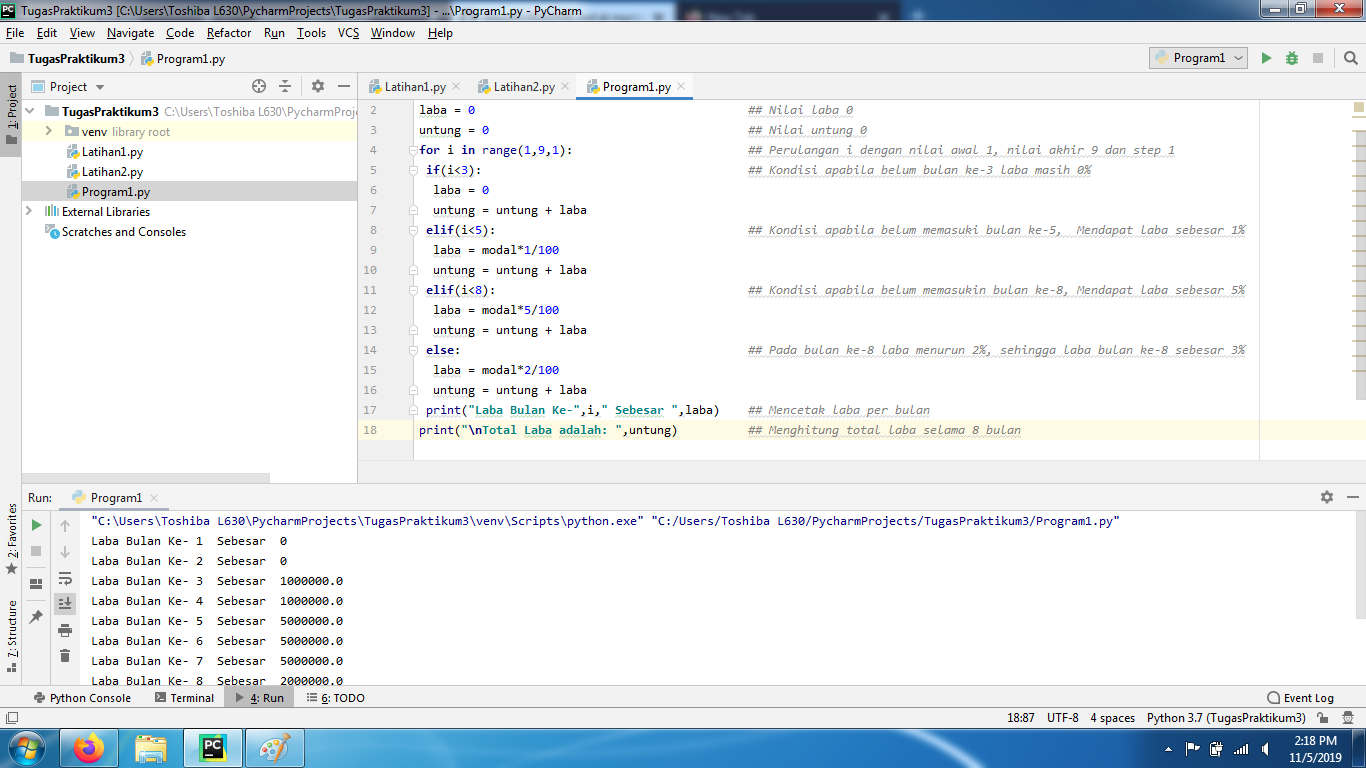 TugasPraktikum3 [C:\Users\Toshiba L630\PycharmProjects\TugasPraktikum3] - ...\Program1.py - PyCharm
File Edit View Navigate Code Refactor Run Tools VCS Window Help
TugasPraktikum3 Program1.py Program1
1: Project
Project
Latihan1.py Latihan2.py Program1.py
TugasPraktikum3 C:\Users\Toshiba L630\PycharmProje
venv library root
Latihan1.py
Latihan2.py
Program1.py
External Libraries
Scratches and Consoles
2 laba = 0 ## Nilai laba 0
3 untung = 0 ## Nilai untung 0
4 for i in range(1,9,1): ## Perulangan i dengan nilai awal 1, nilai akhir 9 dan step 1
5 if(i<3): ## Kondisi apabila belum bulan ke-3 laba masih 0%
6 laba = 0
7 untung = untung + laba
8 elif(i<5): ## Kondisi apabila belum memasuki bulan ke-5,  Mendapat laba sebesar 1%
9 laba = modal*1/100
10 untung = untung + laba
11 elif(i<8): ## Kondisi apabila belum memasukin bulan ke-8, Mendapat laba sebesar 5%
12 laba = modal*5/100
13 untung = untung + laba
14 else: ## Pada bulan ke-8 laba menurun 2%, sehingga laba bulan ke-8 sebesar 3%
15 laba = modal*2/100
16 untung = untung + laba
17 print("Laba Bulan Ke-",i," Sebesar ",laba) ## Mencetak laba per bulan
18 print("\nTotal Laba adalah: ",untung) ## Menghitung total laba selama 8 bulan
Run: Program1
2: Favorites
7: Structure
"C:\Users\Toshiba L630\PycharmProjects\TugasPraktikum3\venv\Scripts\python.exe" "C:/Users/Toshiba L630/PycharmProjects/TugasPraktikum3/Program1.py"
Laba Bulan Ke- 1  Sebesar  0
Laba Bulan Ke- 2  Sebesar  0
Laba Bulan Ke- 3  Sebesar  1000000.0
Laba Bulan Ke- 4  Sebesar  1000000.0
Laba Bulan Ke- 5  Sebesar  5000000.0
Laba Bulan Ke- 6  Sebesar  5000000.0
Laba Bulan Ke- 7  Sebesar  5000000.0
Laba Bulan Ke- 8  Sebesar  2000000.0
Python Console Terminal 4: Run 6: TODO Event Log
18:87 UTF-8 4 spaces Python 3.7 (TugasPraktikum3)
2:18 PM
11/5/2019